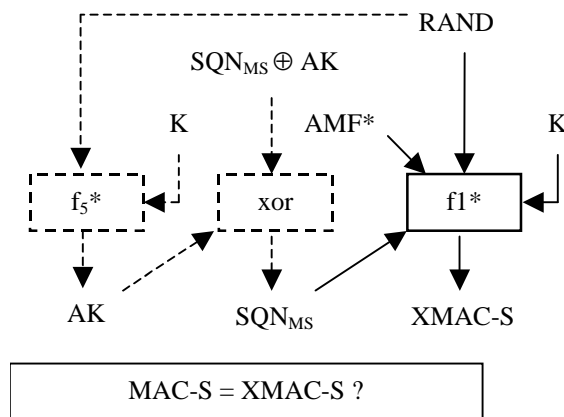 RAND
SQN_MS ⊕ AK
K
AMF*
K
f₅*
xor
f1*
AK
SQN_MS
XMAC-S
MAC-S = XMAC-S ?